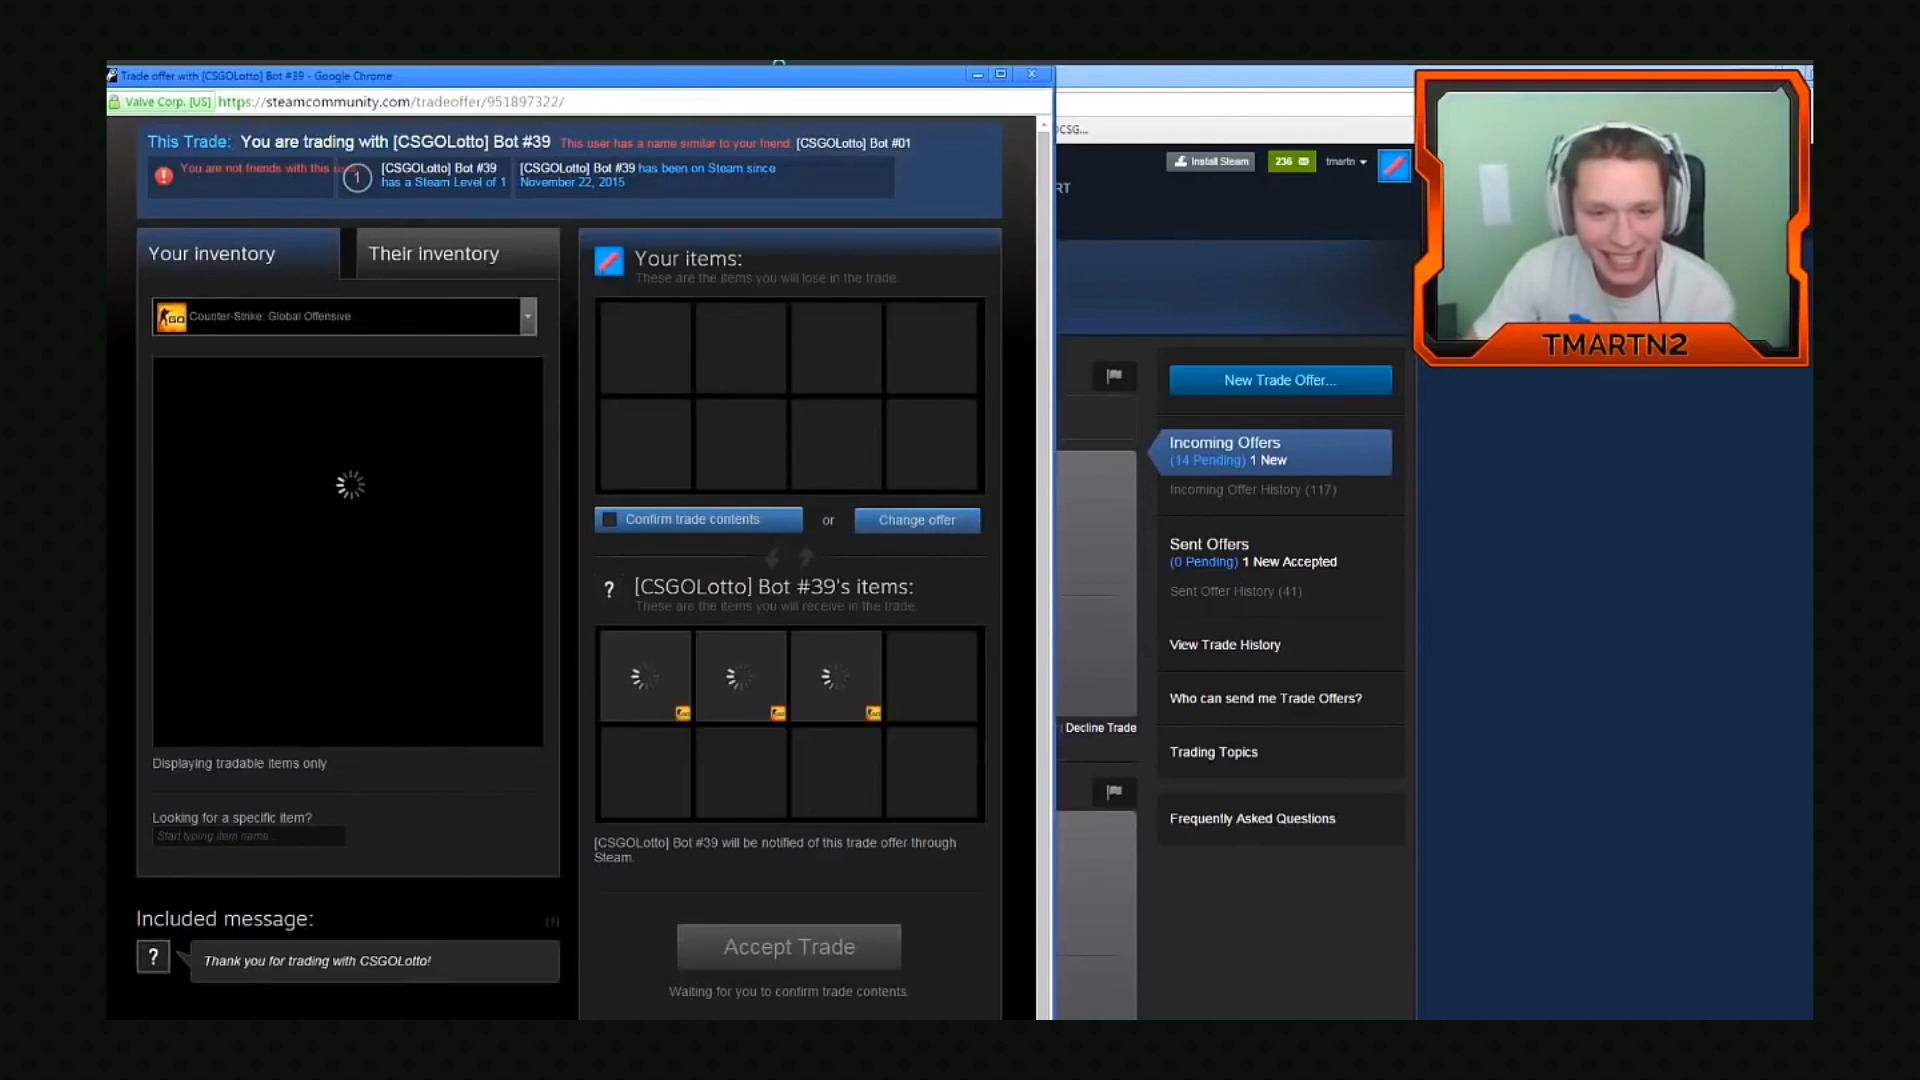 Trade offer with [CSGOLotto] Bot #39 - Google Chrome
Valve Corp. [US] https://steamcommunity.com/tradeoffer/951897322/
This Trade: You are trading with [CSGOLotto] Bot #39 This user has a name similar to your friend: [CSGOLotto] Bot #01
You are not friends with this
1
[CSGOLotto] Bot #39
has a Steam Level of 1
[CSGOLotto] Bot #39 has been on Steam since
November 22, 2015
Your inventory
Their inventory
GO Counter-Strike: Global Offensive
Displaying tradable items only
Looking for a specific item?
Start typing item name...
Included message:
[?]
?
Thank you for trading with CSGOLotto!
Your items:
These are the items you will lose in the trade.
Confirm trade contents or Change offer
? [CSGOLotto] Bot #39's items:
These are the items you will receive in the trade.
GO GO GO
[CSGOLotto] Bot #39 will be notified of this trade offer through
Steam.
Accept Trade
Waiting for you to confirm trade contents.
CSG...
RT
Install Steam 236 tmartn
New Trade Offer...
Incoming Offers
(14 Pending) 1 New
Incoming Offer History (117)
Sent Offers
(0 Pending) 1 New Accepted
Sent Offer History (41)
View Trade History
Who can send me Trade Offers?
Decline Trade
Trading Topics
Frequently Asked Questions
TMARTN2